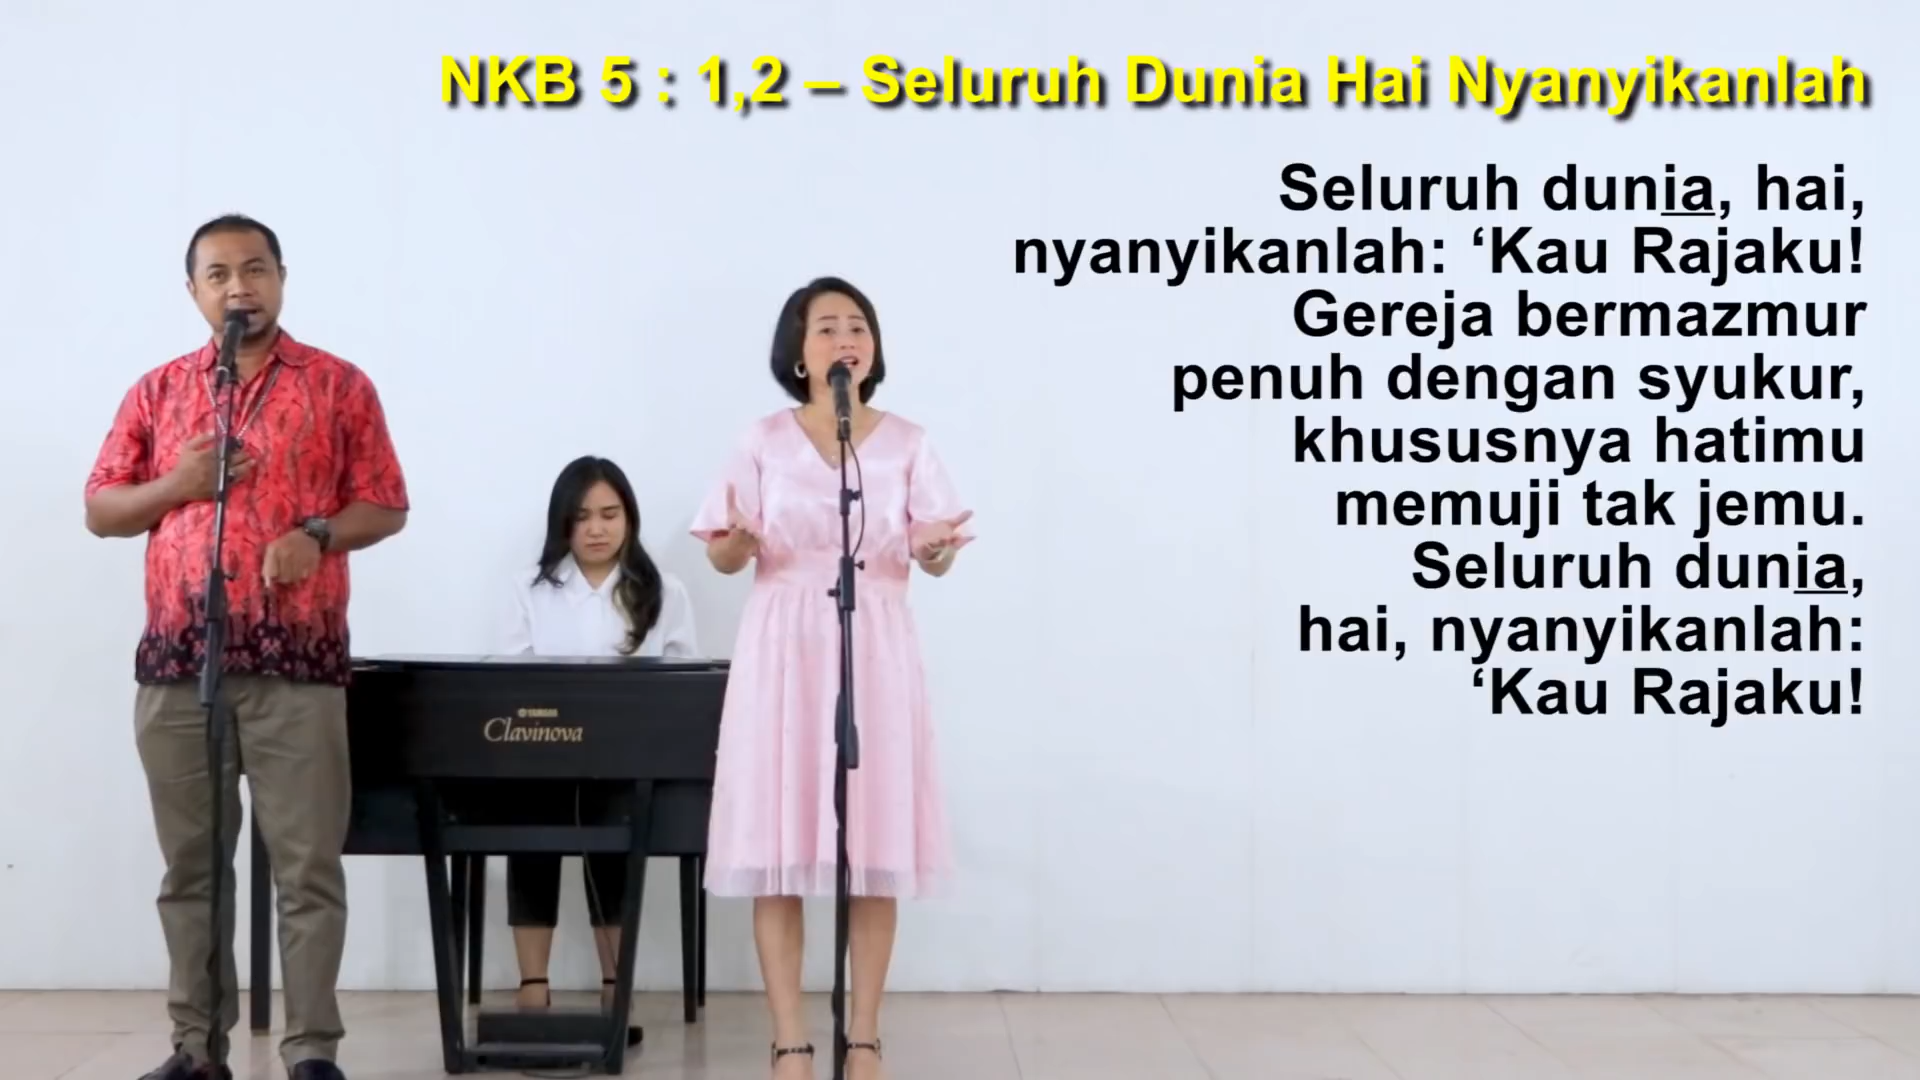 NKB 5 : 1,2 – Seluruh Dunia Hai Nyanyikanlah
Seluruh dunia, hai,
nyanyikanlah: ‘Kau Rajaku!
Gereja bermazmur
penuh dengan syukur,
khususnya hatimu
memuji tak jemu.
Seluruh dunia,
hai, nyanyikanlah:
‘Kau Rajaku!
YAMAHA
Clavinova